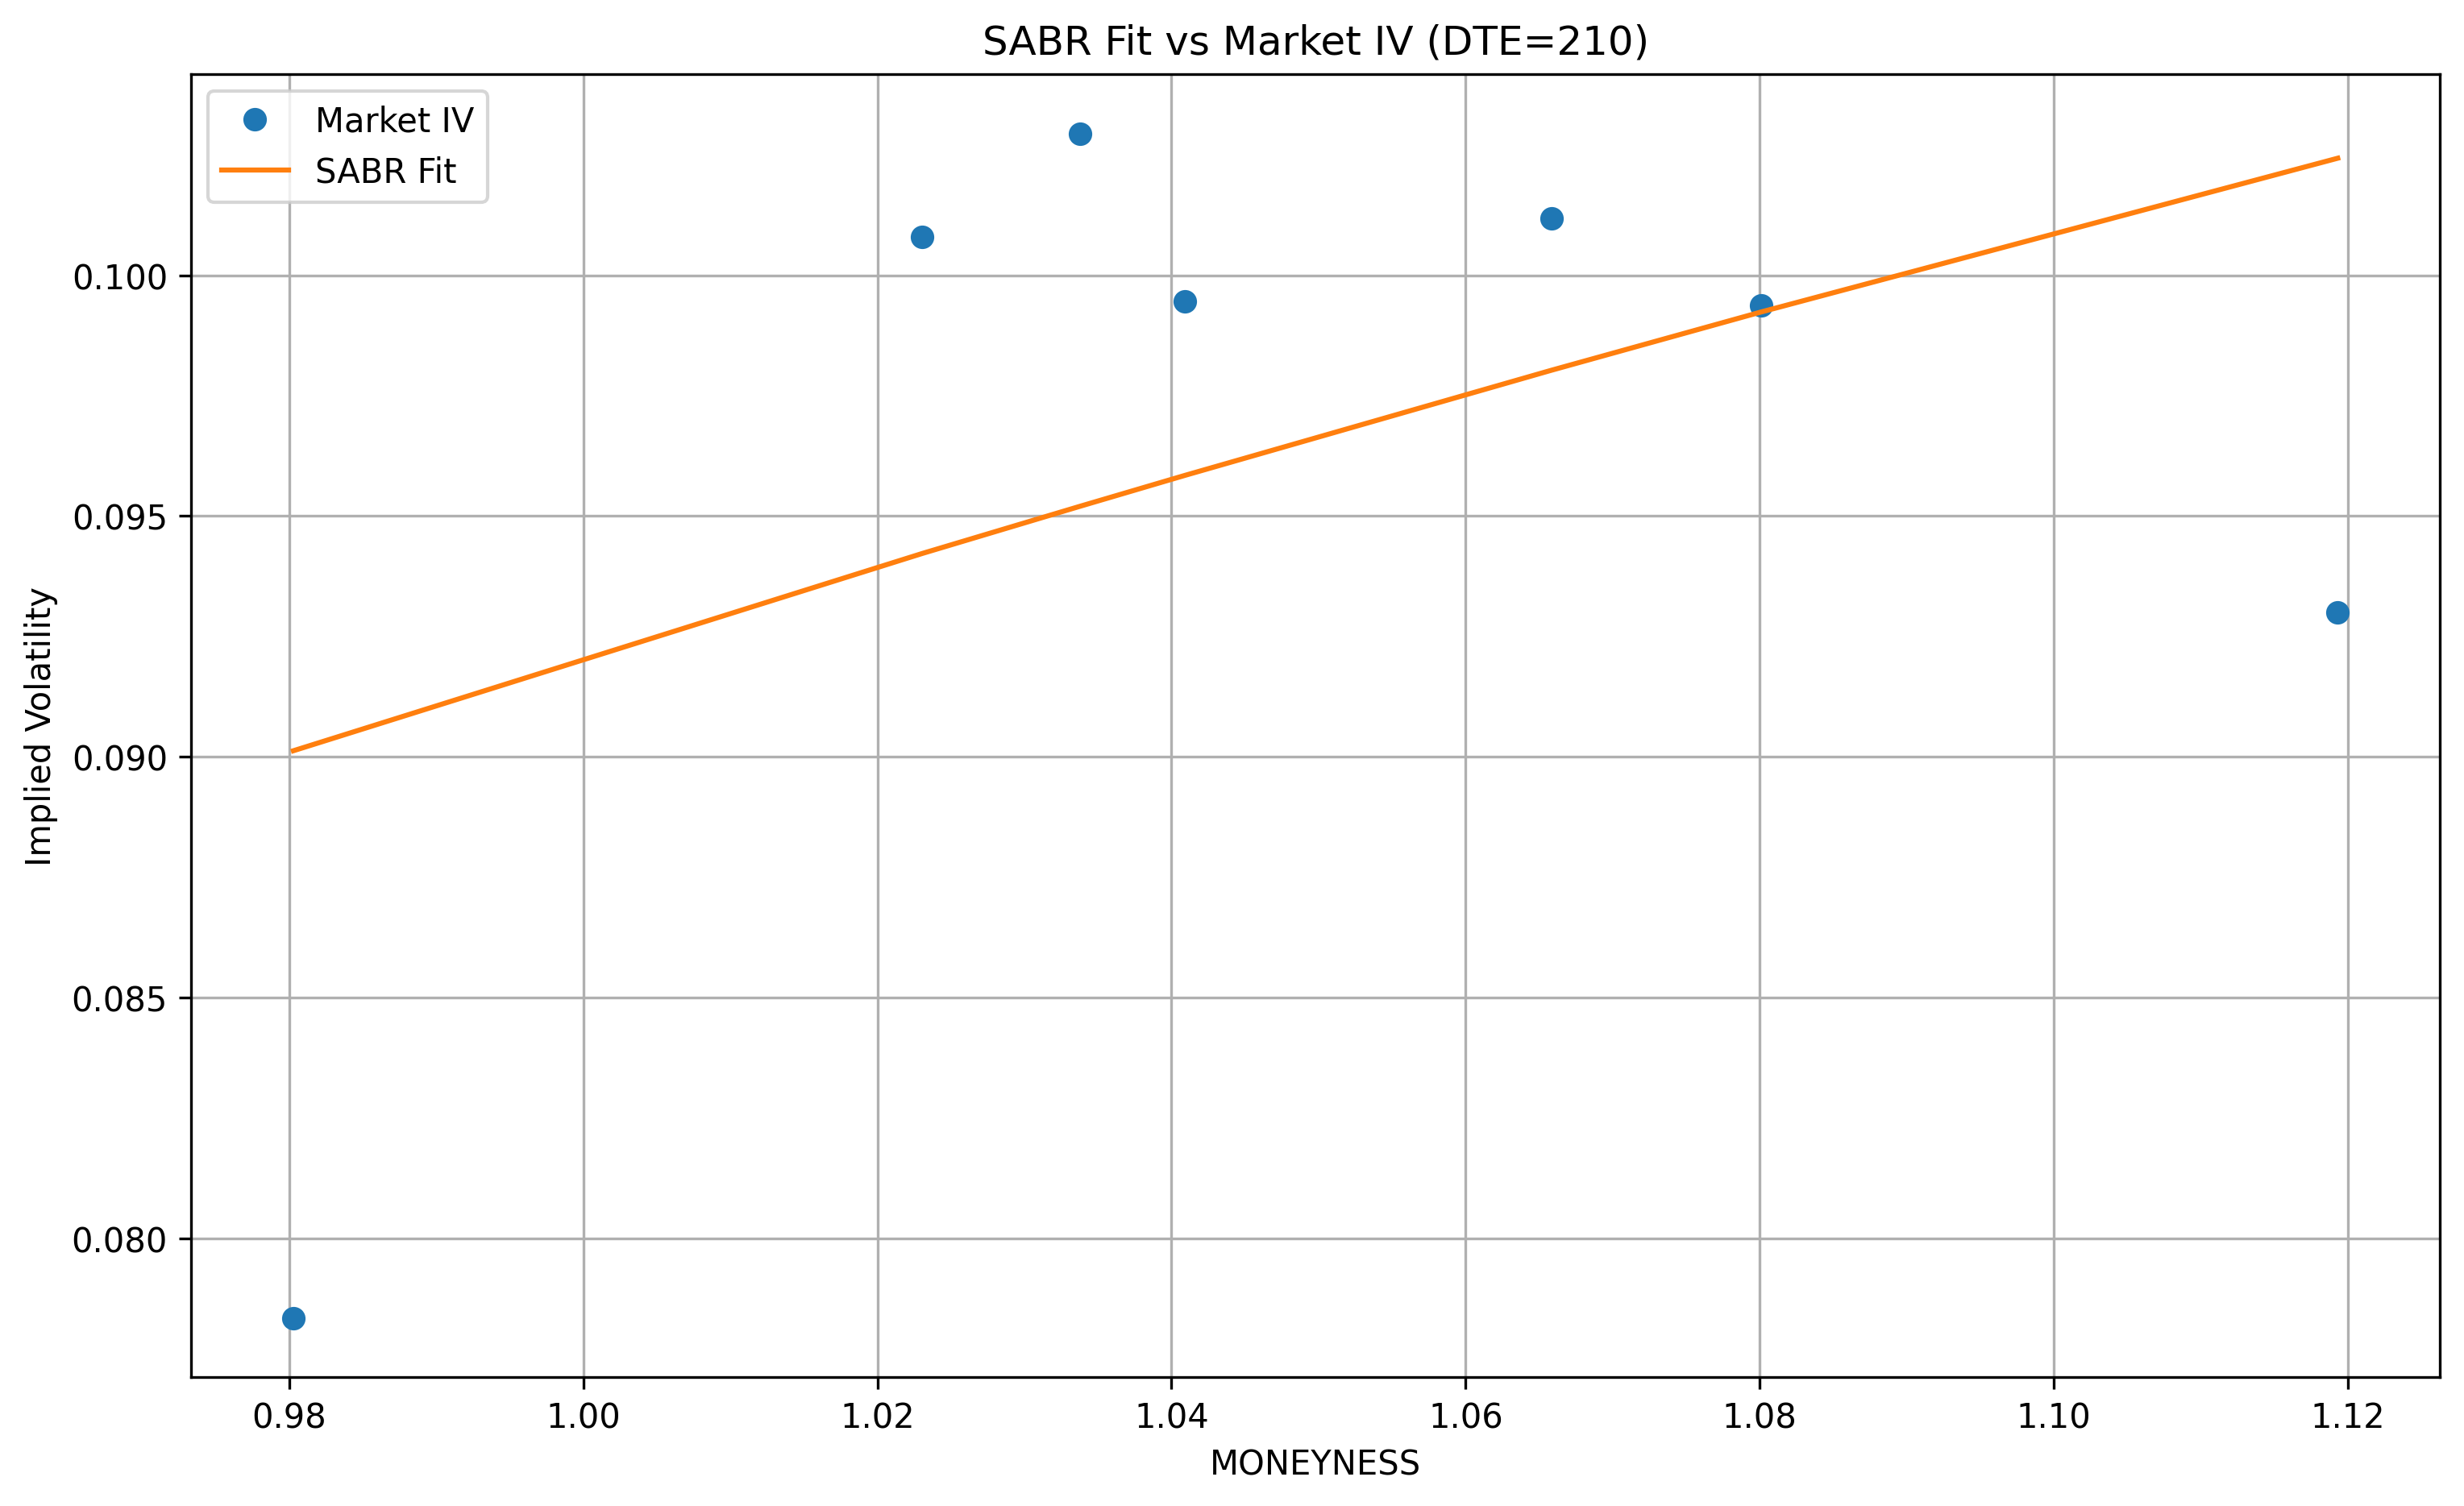 SABR Fit vs Market IV (DTE=210)
Market IV
SABR Fit
Implied Volatility
0.100
0.095
0.090
0.085
0.080
0.98 1.00 1.02 1.04 1.06 1.08 1.10 1.12
MONEYNESS